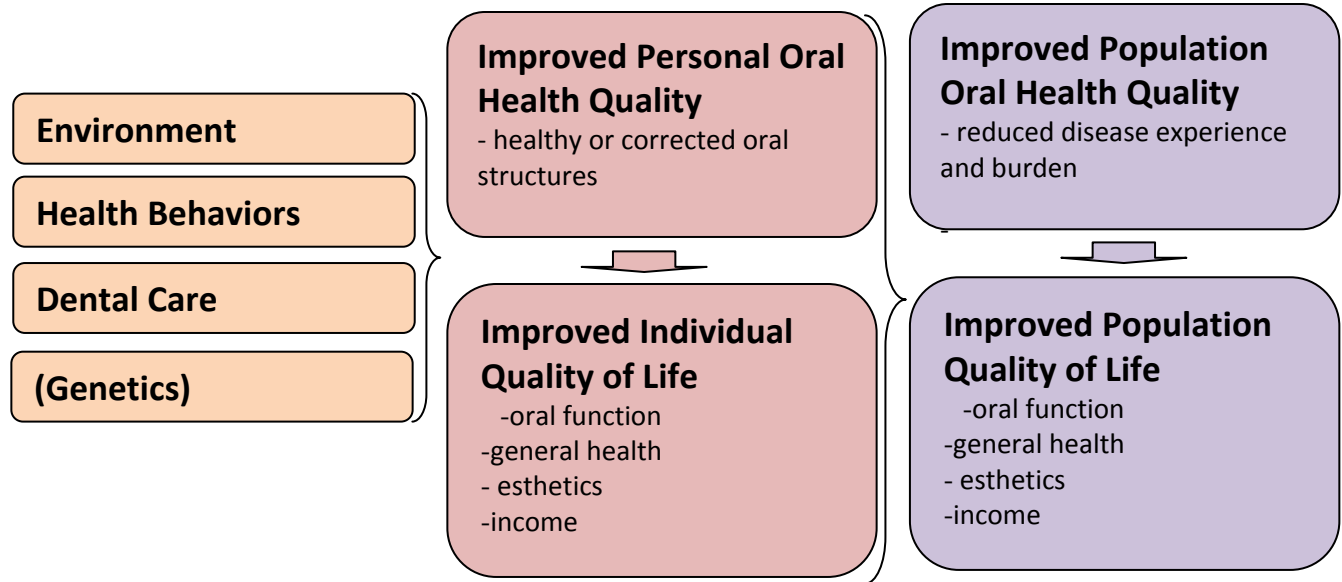 Environment
Health Behaviors
Dental Care
(Genetics)
Improved Personal Oral
Health Quality
- healthy or corrected oral
structures
Improved Individual
Quality of Life
-oral function
-general health
- esthetics
-income
Improved Population
Oral Health Quality
- reduced disease experience
and burden
-
Improved Population
Quality of Life
-oral function
-general health
- esthetics
-income